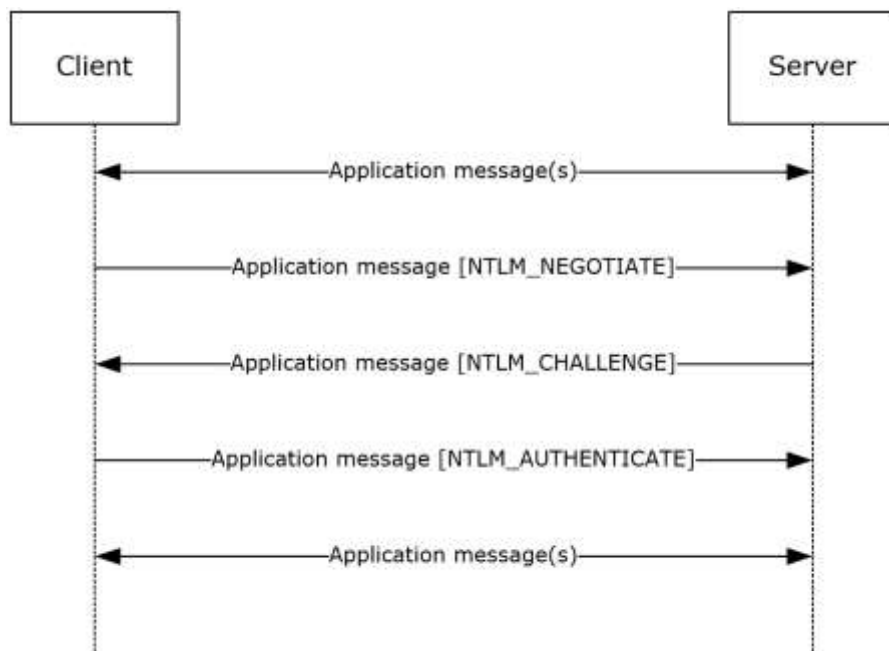 Client
Server
Application message(s)
Application message [NTLM_NEGOTIATE]
Application message [NTLM_CHALLENGE]
Application message [NTLM_AUTHENTICATE]
Application message(s)